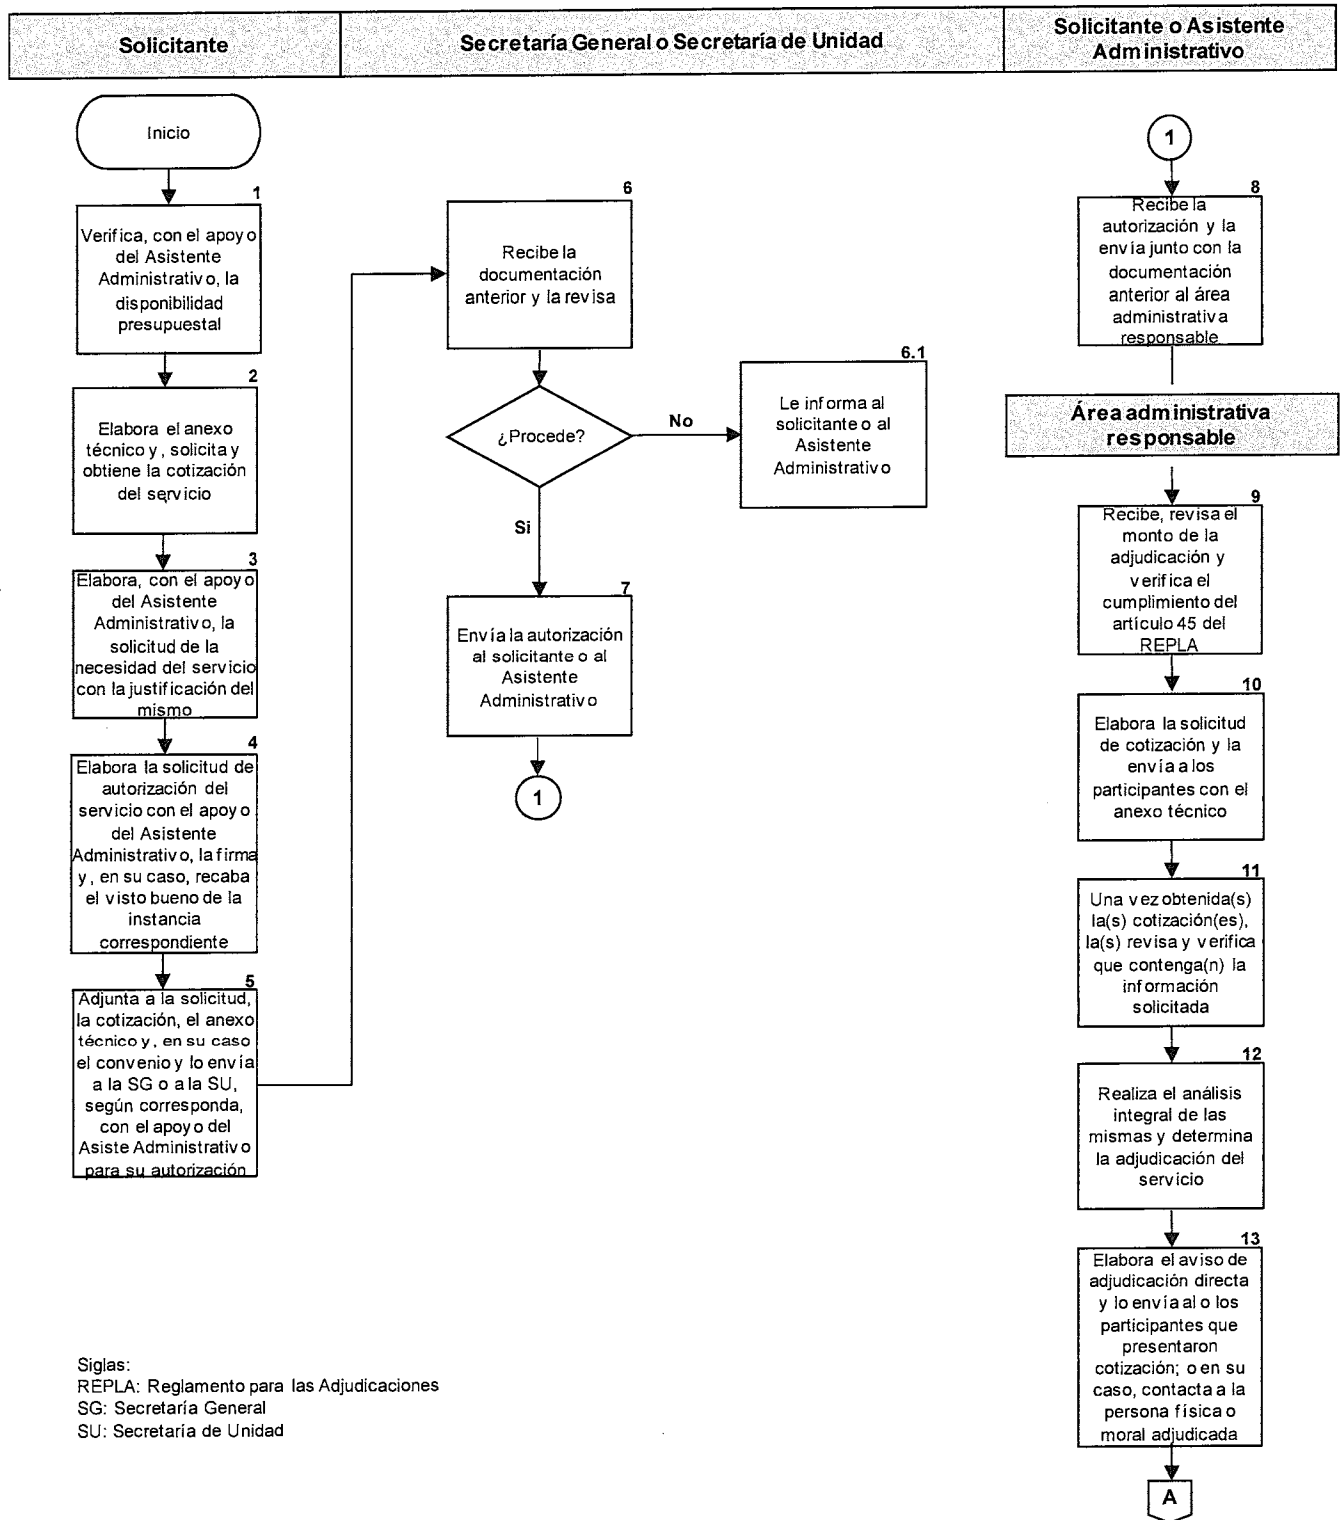 Solicitante
Secretaría General o Secretaría de Unidad
Solicitante o Asistente
Administrativo
Inicio
1
Verifica, con el apoyo
del Asistente
Administrativo, la
disponibilidad
presupuestal
2
Elabora el anexo
técnico y, solicita y
obtiene la cotización
del servicio
3
Elabora, con el apoyo
del Asistente
Administrativo, la
solicitud de la
necesidad del servicio
con la justificación del
mismo
4
Elabora la solicitud de
autorización del
servicio con el apoyo
del Asistente
Administrativo, la firma
y, en su caso, recaba
el visto bueno de la
instancia
correspondiente
5
Adjunta a la solicitud,
la cotización, el anexo
técnico y, en su caso
el convenio y lo envía
a la SG o a la SU,
según corresponda,
con el apoyo del
Asiste Administrativo
para su autorización
6
Recibe la
documentación
anterior y la revisa
¿Procede?
No
6.1
Le informa al
solicitante o al
Asistente
Administrativo
Si
7
Envía la autorización
al solicitante o al
Asistente
Administrativo
1
1
8
Recibe la
autorización y la
envía junto con la
documentación
anterior al área
administrativa
responsable
Área administrativa
responsable
9
Recibe, revisa el
monto de la
adjudicación y
verifica el
cumplimiento del
artículo 45 del
REPLA
10
Elabora la solicitud
de cotización y la
envía a los
participantes con el
anexo técnico
11
Una vez obtenida(s)
la(s) cotización(es),
la(s) revisa y verifica
que contenga(n) la
información
solicitada
12
Realiza el análisis
integral de las
mismas y determina
la adjudicación del
servicio
13
Elabora el aviso de
adjudicación directa
y lo envía al o los
participantes que
presentaron
cotización; o en su
caso, contacta a la
persona física o
moral adjudicada
A
Siglas:
REPLA: Reglamento para las Adjudicaciones
SG: Secretaría General
SU: Secretaría de Unidad